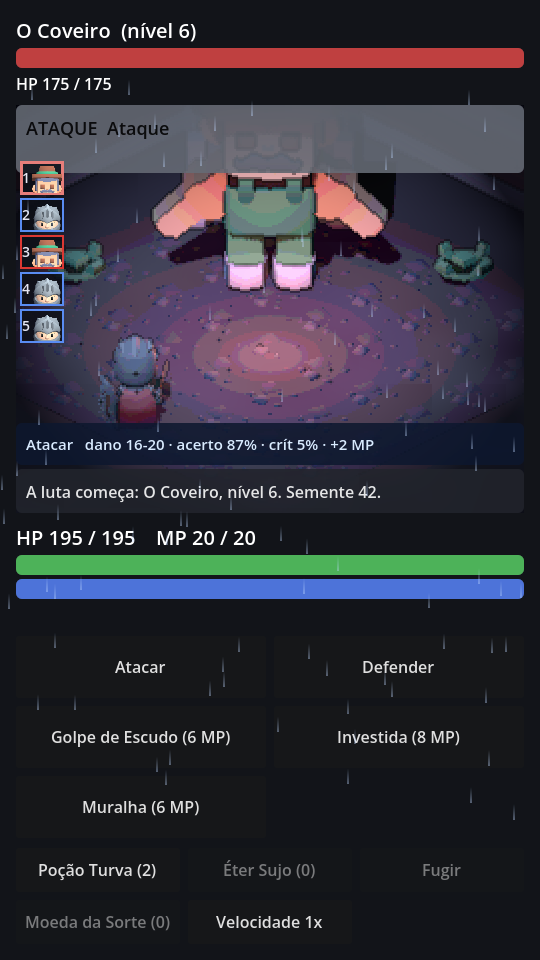 O Coveiro (nível 6)
HP 175 / 175
ATAQUE Ataque
1
2
3
4
5
Atacar dano 16-20 · acerto 87% · crít 5% · +2 MP
A luta começa: O Coveiro, nível 6. Semente 42.
HP 195 / 195 MP 20 / 20
Atacar Defender
Golpe de Escudo (6 MP) Investida (8 MP)
Muralha (6 MP)
Poção Turva (2) Éter Sujo (0) Fugir
Moeda da Sorte (0) Velocidade 1x